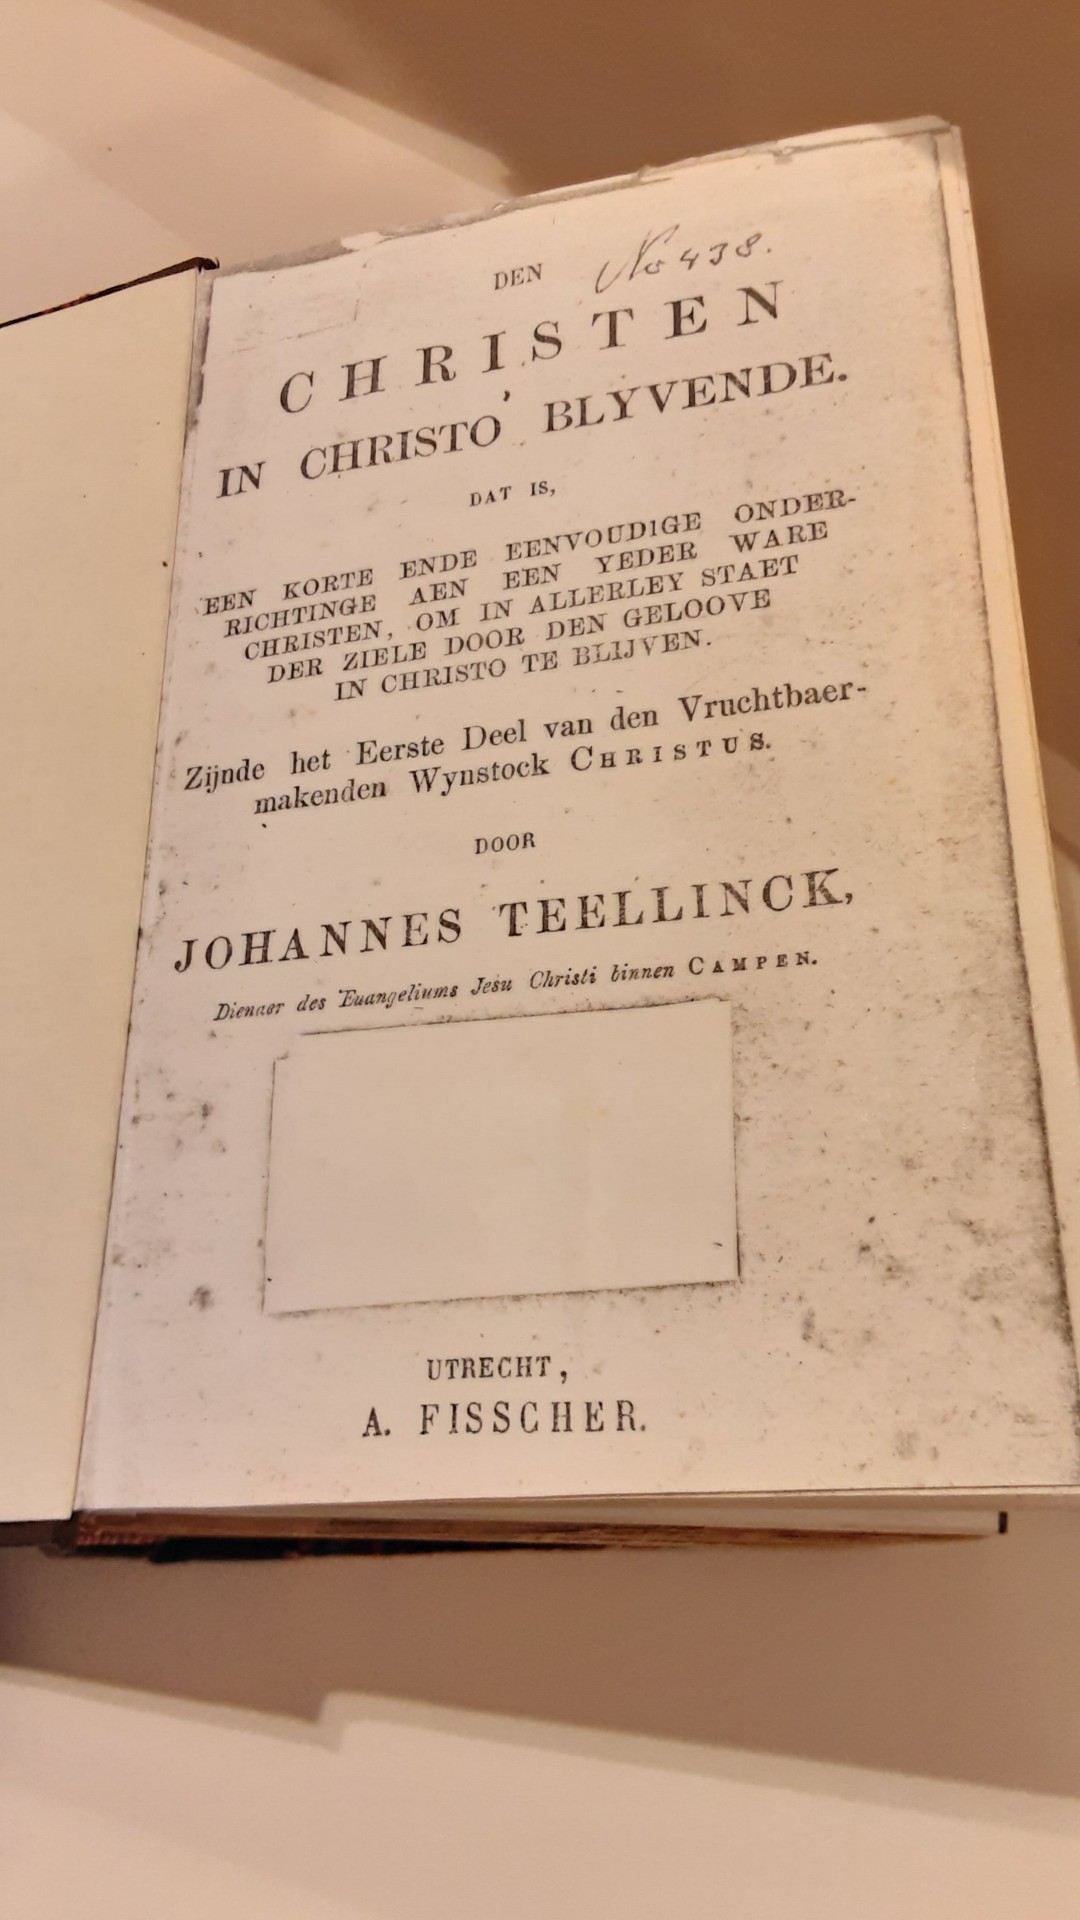 DEN
No 438.
CHRISTEN
IN CHRISTO BLYVENDE.
DAT IS,
EEN KORTE ENDE EENVOUDIGE ONDER-
RICHTINGE AEN EEN YEDER WARE
CHRISTEN, OM IN ALLERLEY STAET
DER ZIELE DOOR DEN GELOOVE
IN CHRISTO TE BLIJVEN.
Zijnde het Eerste Deel van den Vruchtbaer-
makenden Wynstock CHRISTUS.
DOOR
JOHANNES TEELLINCK,
Dienaer des Euangeliums Jesu Christi binnen CAMPEN.
UTRECHT,
A. FISSCHER.